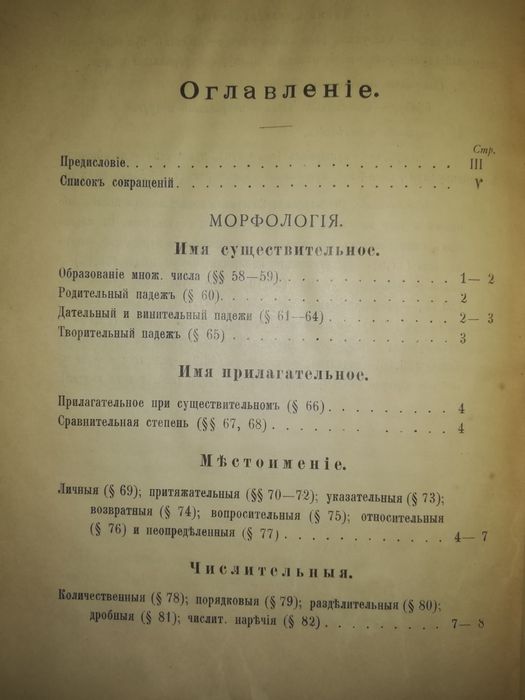 Оглавленіе.
Стр.
Предисловіе. . . . . . . . . . . . . . . . . . . . . . III
Списокъ сокращеній. . . . . . . . . . . . . . . . . . . V
МОРФОЛОГІЯ.
Имя существительное.
Образованіе множ. числа (§§ 58—59). . . . . . . . . . . 1— 2
Родительный падежъ (§ 60). . . . . . . . . . . . . . . 2
Дательный и винительный падежи (§ 61—64) . . . . . . . . 2— 3
Творительный падежъ (§ 65) . . . . . . . . . . . . . . 3
Имя прилагательное.
Прилагательное при существительномъ (§ 66) . . . . . . . 4
Сравнительная степень (§§ 67, 68) . . . . . . . . . . . 4
Мѣстоименіе.
Личныя (§ 69); притяжательныя (§§ 70—72); указательныя (§ 73);
возвратныя (§ 74); вопросительныя (§ 75); относительныя
(§ 76) и неопредѣленныя (§ 77) . . . . . . . . . . . . 4— 7
Числительныя.
Количественныя (§ 78); порядковыя (§ 79); раздѣлительныя (§ 80);
дробныя (§ 81); числит. нарѣчія (§ 82) . . . . . . . . . 7— 8